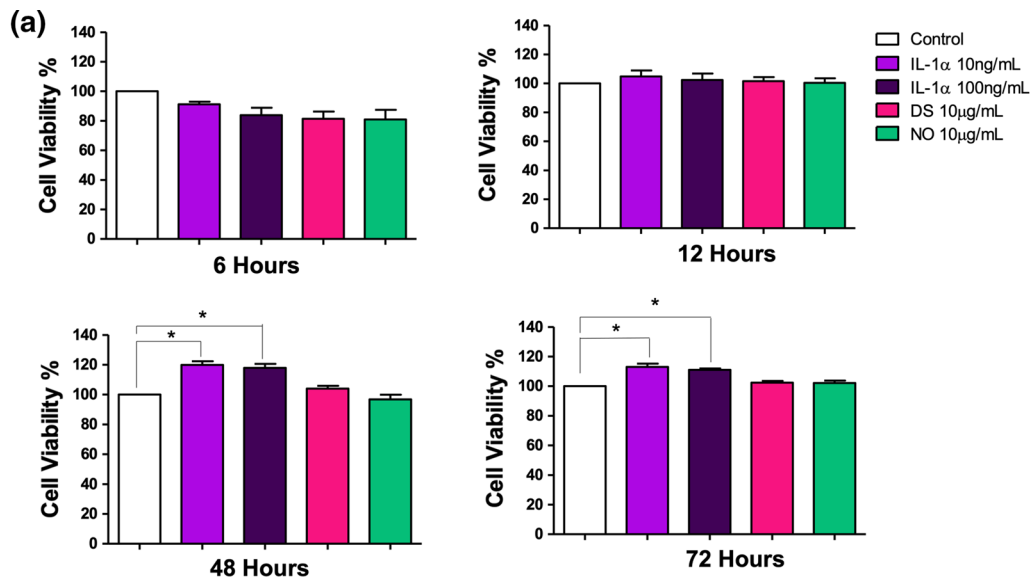 (a)
Cell Viability %
140
120
100
80
60
40
20
0
6 Hours
Cell Viability %
140
120
100
80
60
40
20
0
12 Hours
Control
IL-1α 10ng/mL
IL-1α 100ng/mL
DS 10µg/mL
NO 10µg/mL
Cell Viability %
140
120
100
80
60
40
20
0
*
*
48 Hours
Cell Viability %
140
120
100
80
60
40
20
0
*
*
72 Hours